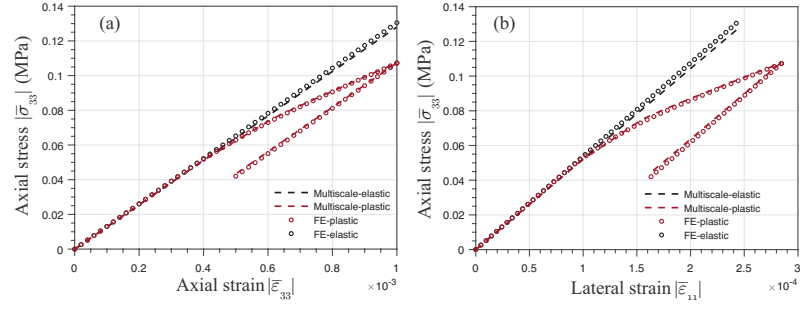 (a)
Axial stress |σ̅₃₃| (MPa)
0.14
0.12
0.1
0.08
0.06
0.04
0.02
0
0
0.2
0.4
0.6
0.8
1
×10⁻³
Axial strain |ε̅₃₃|
Multiscale-elastic
Multiscale-plastic
FE-plastic
FE-elastic
(b)
Axial stress |σ̅₃₃| (MPa)
0.14
0.12
0.1
0.08
0.06
0.04
0.02
0
0
0.5
1
1.5
2
2.5
3
×10⁻⁴
Lateral strain |ε̅₁₁|
Multiscale-elastic
Multiscale-plastic
FE-plastic
FE-elastic